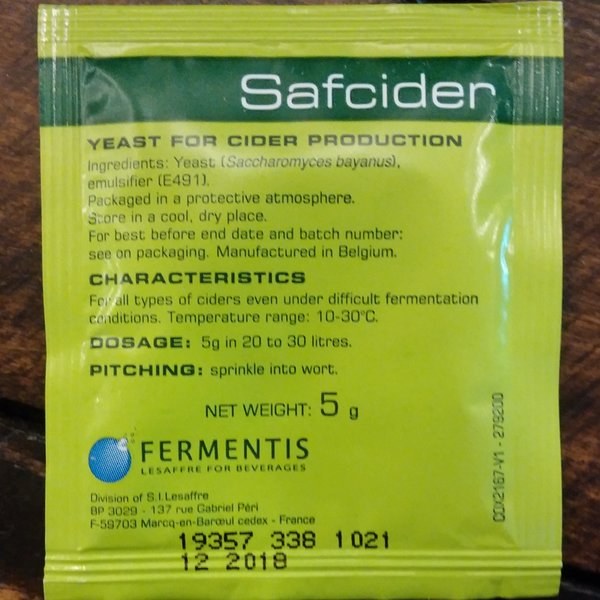 Safcider
YEAST FOR CIDER PRODUCTION
Ingredients: Yeast (Saccharomyces bayanus),
emulsifier (E491).
Packaged in a protective atmosphere.
Store in a cool, dry place.
For best before end date and batch number:
see on packaging. Manufactured in Belgium.
CHARACTERISTICS
For all types of ciders even under difficult fermentation
conditions. Temperature range: 10-30°C.
DOSAGE: 5g in 20 to 30 litres.
PITCHING: sprinkle into wort.
NET WEIGHT: 5 g
FERMENTIS
LESAFFRE FOR BEVERAGES
Division of S.I.Lesaffre
BP 3029 - 137 rue Gabriel Péri
F-59703 Marcq-en-Barœul cedex - France
19357 338 1021
12 2018
COX2167-V1 - 279200